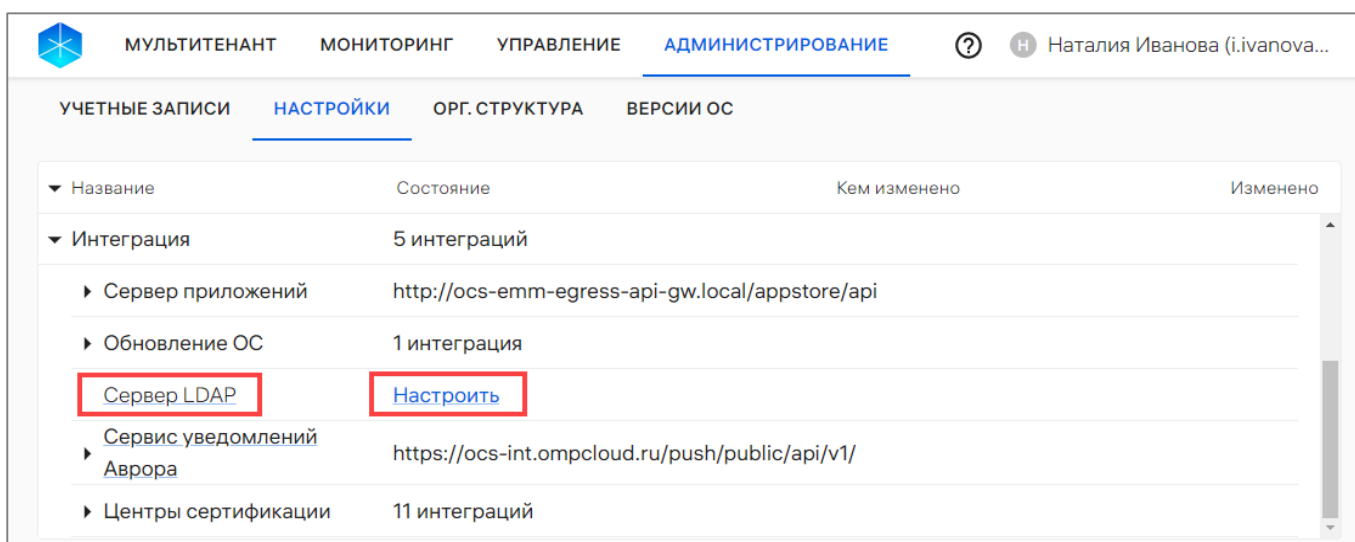 МУЛЬТИТЕНАНТ МОНИТОРИНГ УПРАВЛЕНИЕ АДМИНИСТРИРОВАНИЕ ? Н Наталия Иванова (i.ivanova...
УЧЕТНЫЕ ЗАПИСИ НАСТРОЙКИ ОРГ. СТРУКТУРА ВЕРСИИ ОС
Название Состояние Кем изменено Изменено
Интеграция 5 интеграций
Сервер приложений http://ocs-emm-egress-api-gw.local/appstore/api
Обновление ОС 1 интеграция
Сервер LDAP Настроить
Сервис уведомлений
Аврора https://ocs-int.ompcloud.ru/push/public/api/v1/
Центры сертификации 11 интеграций